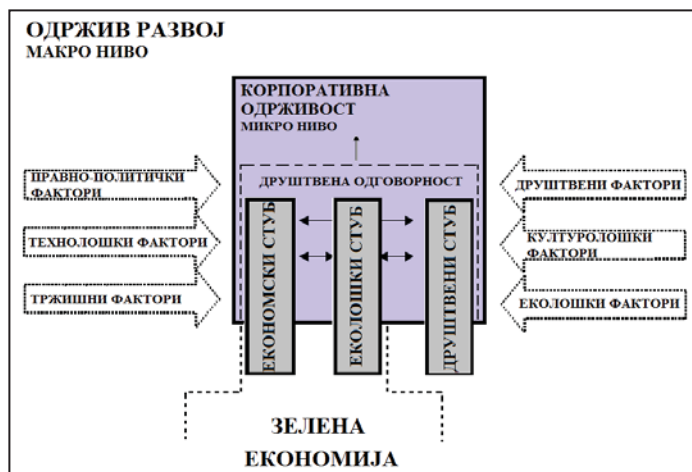 ОДРЖИВ РАЗВОЈ
МАКРО НИВО
КОРПОРАТИВНА
ОДРЖИВОСТ
МИКРО НИВО
ПРАВНО-ПОЛИТИЧКИ
ФАКТОРИ
ТЕХНОЛОШКИ ФАКТОРИ
ТРЖИШНИ ФАКТОРИ
ДРУШТВЕНА ОДГОВОРНОСТ
ЕКОНОМСКИ СТУБ
ЕКОЛОШКИ СТУБ
ДРУШТВЕНИ СТУБ
ДРУШТВЕНИ ФАКТОРИ
КУЛТУРОЛОШКИ
ФАКТОРИ
ЕКОЛОШКИ ФАКТОРИ
ЗЕЛЕНА
ЕКОНОМИЈА